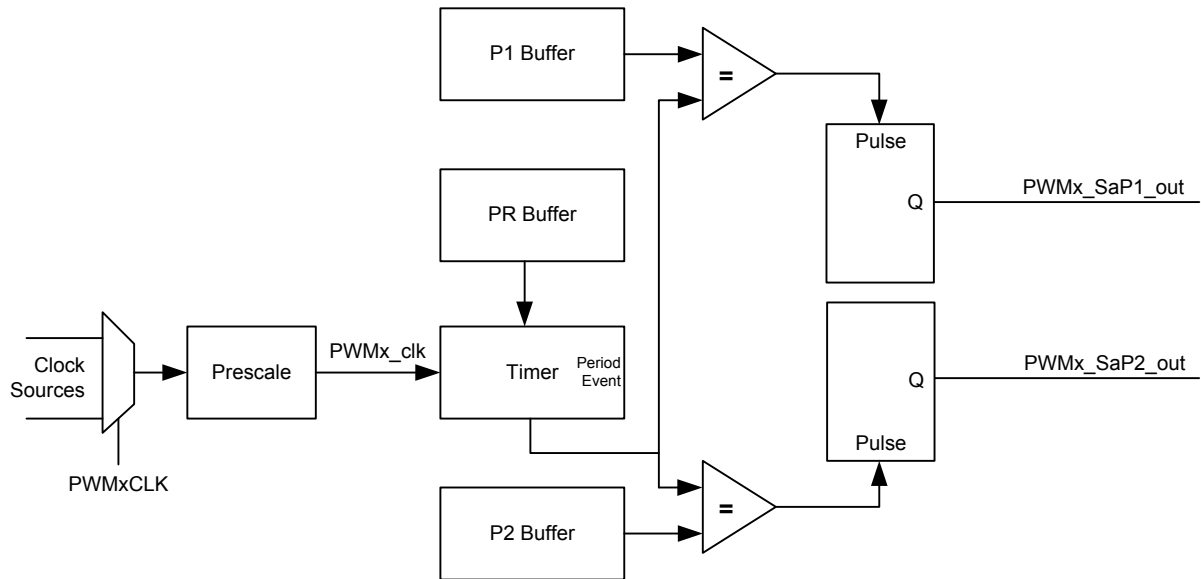 P1 Buffer
=
Pulse
Q
PWMx_SaP1_out
PR Buffer
Clock
Sources
PWMxCLK
Prescale
PWMx_clk
Timer
Period
Event
Q
PWMx_SaP2_out
Pulse
P2 Buffer
=